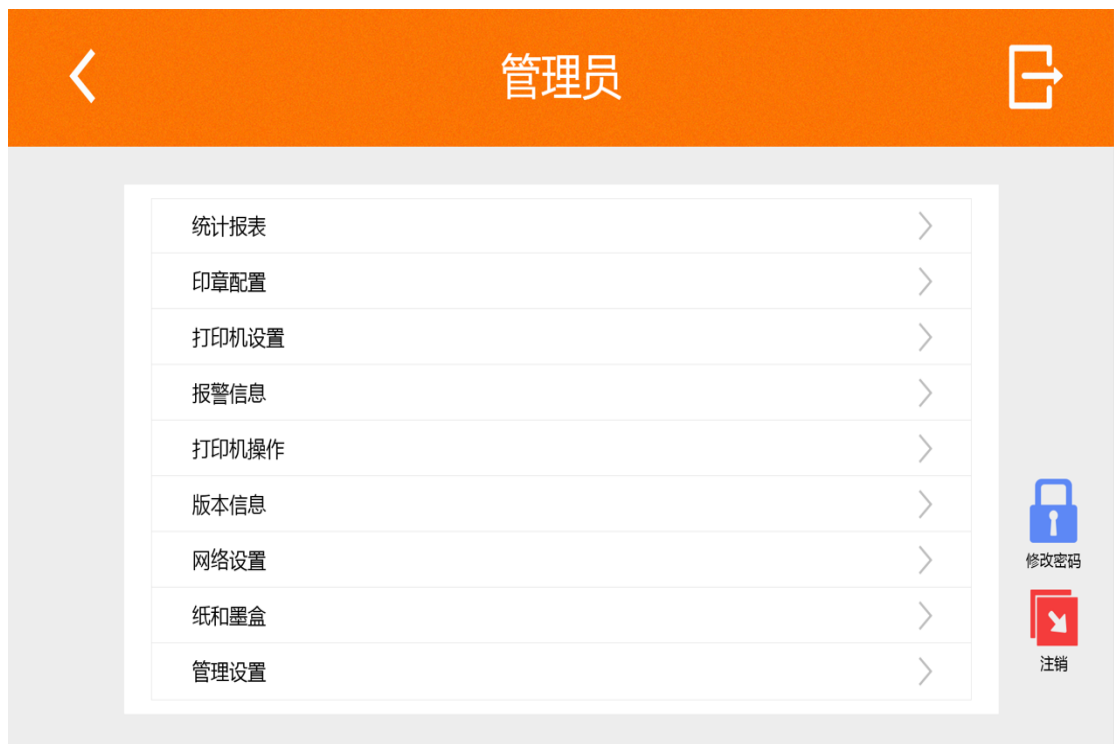 管理员
统计报表
印章配置
打印机设置
报警信息
打印机操作
版本信息
网络设置
纸和墨盒
管理设置
修改密码
注销